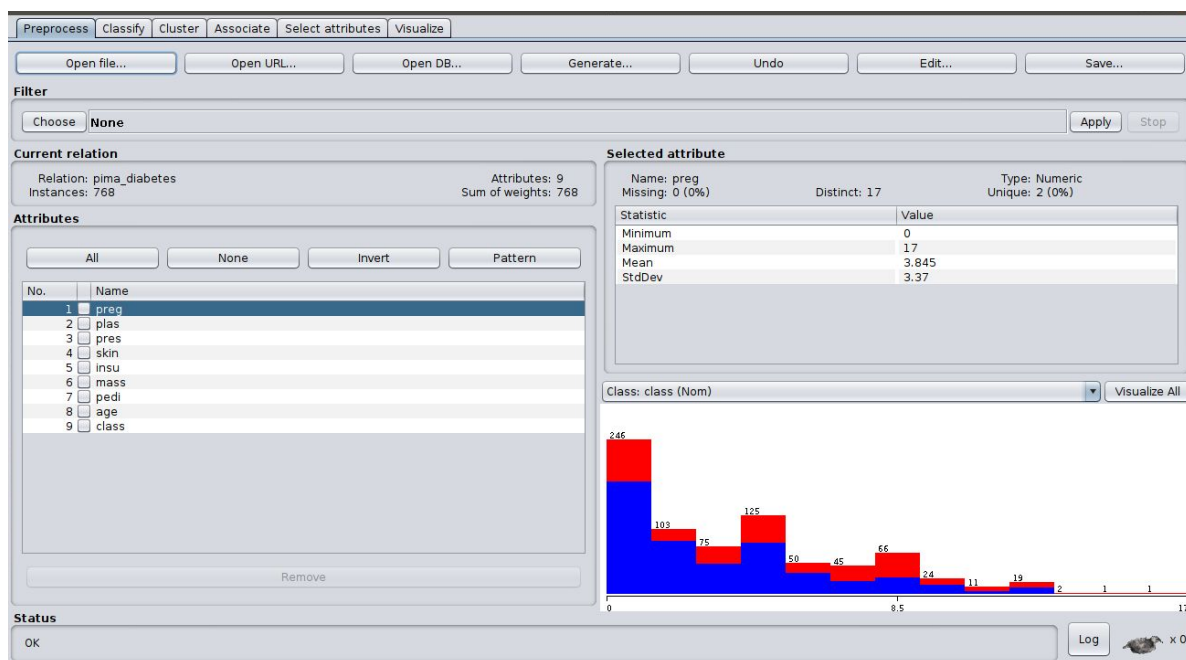 Preprocess Classify Cluster Associate Select attributes Visualize
Open file... Open URL... Open DB... Generate... Undo Edit... Save...
Filter
Choose None Apply Stop
Current relation
Relation: pima_diabetes Attributes: 9
Instances: 768 Sum of weights: 768
Attributes
All None Invert Pattern
No. Name
1 preg
2 plas
3 pres
4 skin
5 insu
6 mass
7 pedi
8 age
9 class
Remove
Selected attribute
Name: preg Type: Numeric
Missing: 0 (0%) Distinct: 17 Unique: 2 (0%)
Statistic Value
Minimum 0
Maximum 17
Mean 3.845
StdDev 3.37
Class: class (Nom) Visualize All
246
103
75
125
50
45
66
24
11
19
2
1
1
0 8.5 17
Status
OK Log x 0